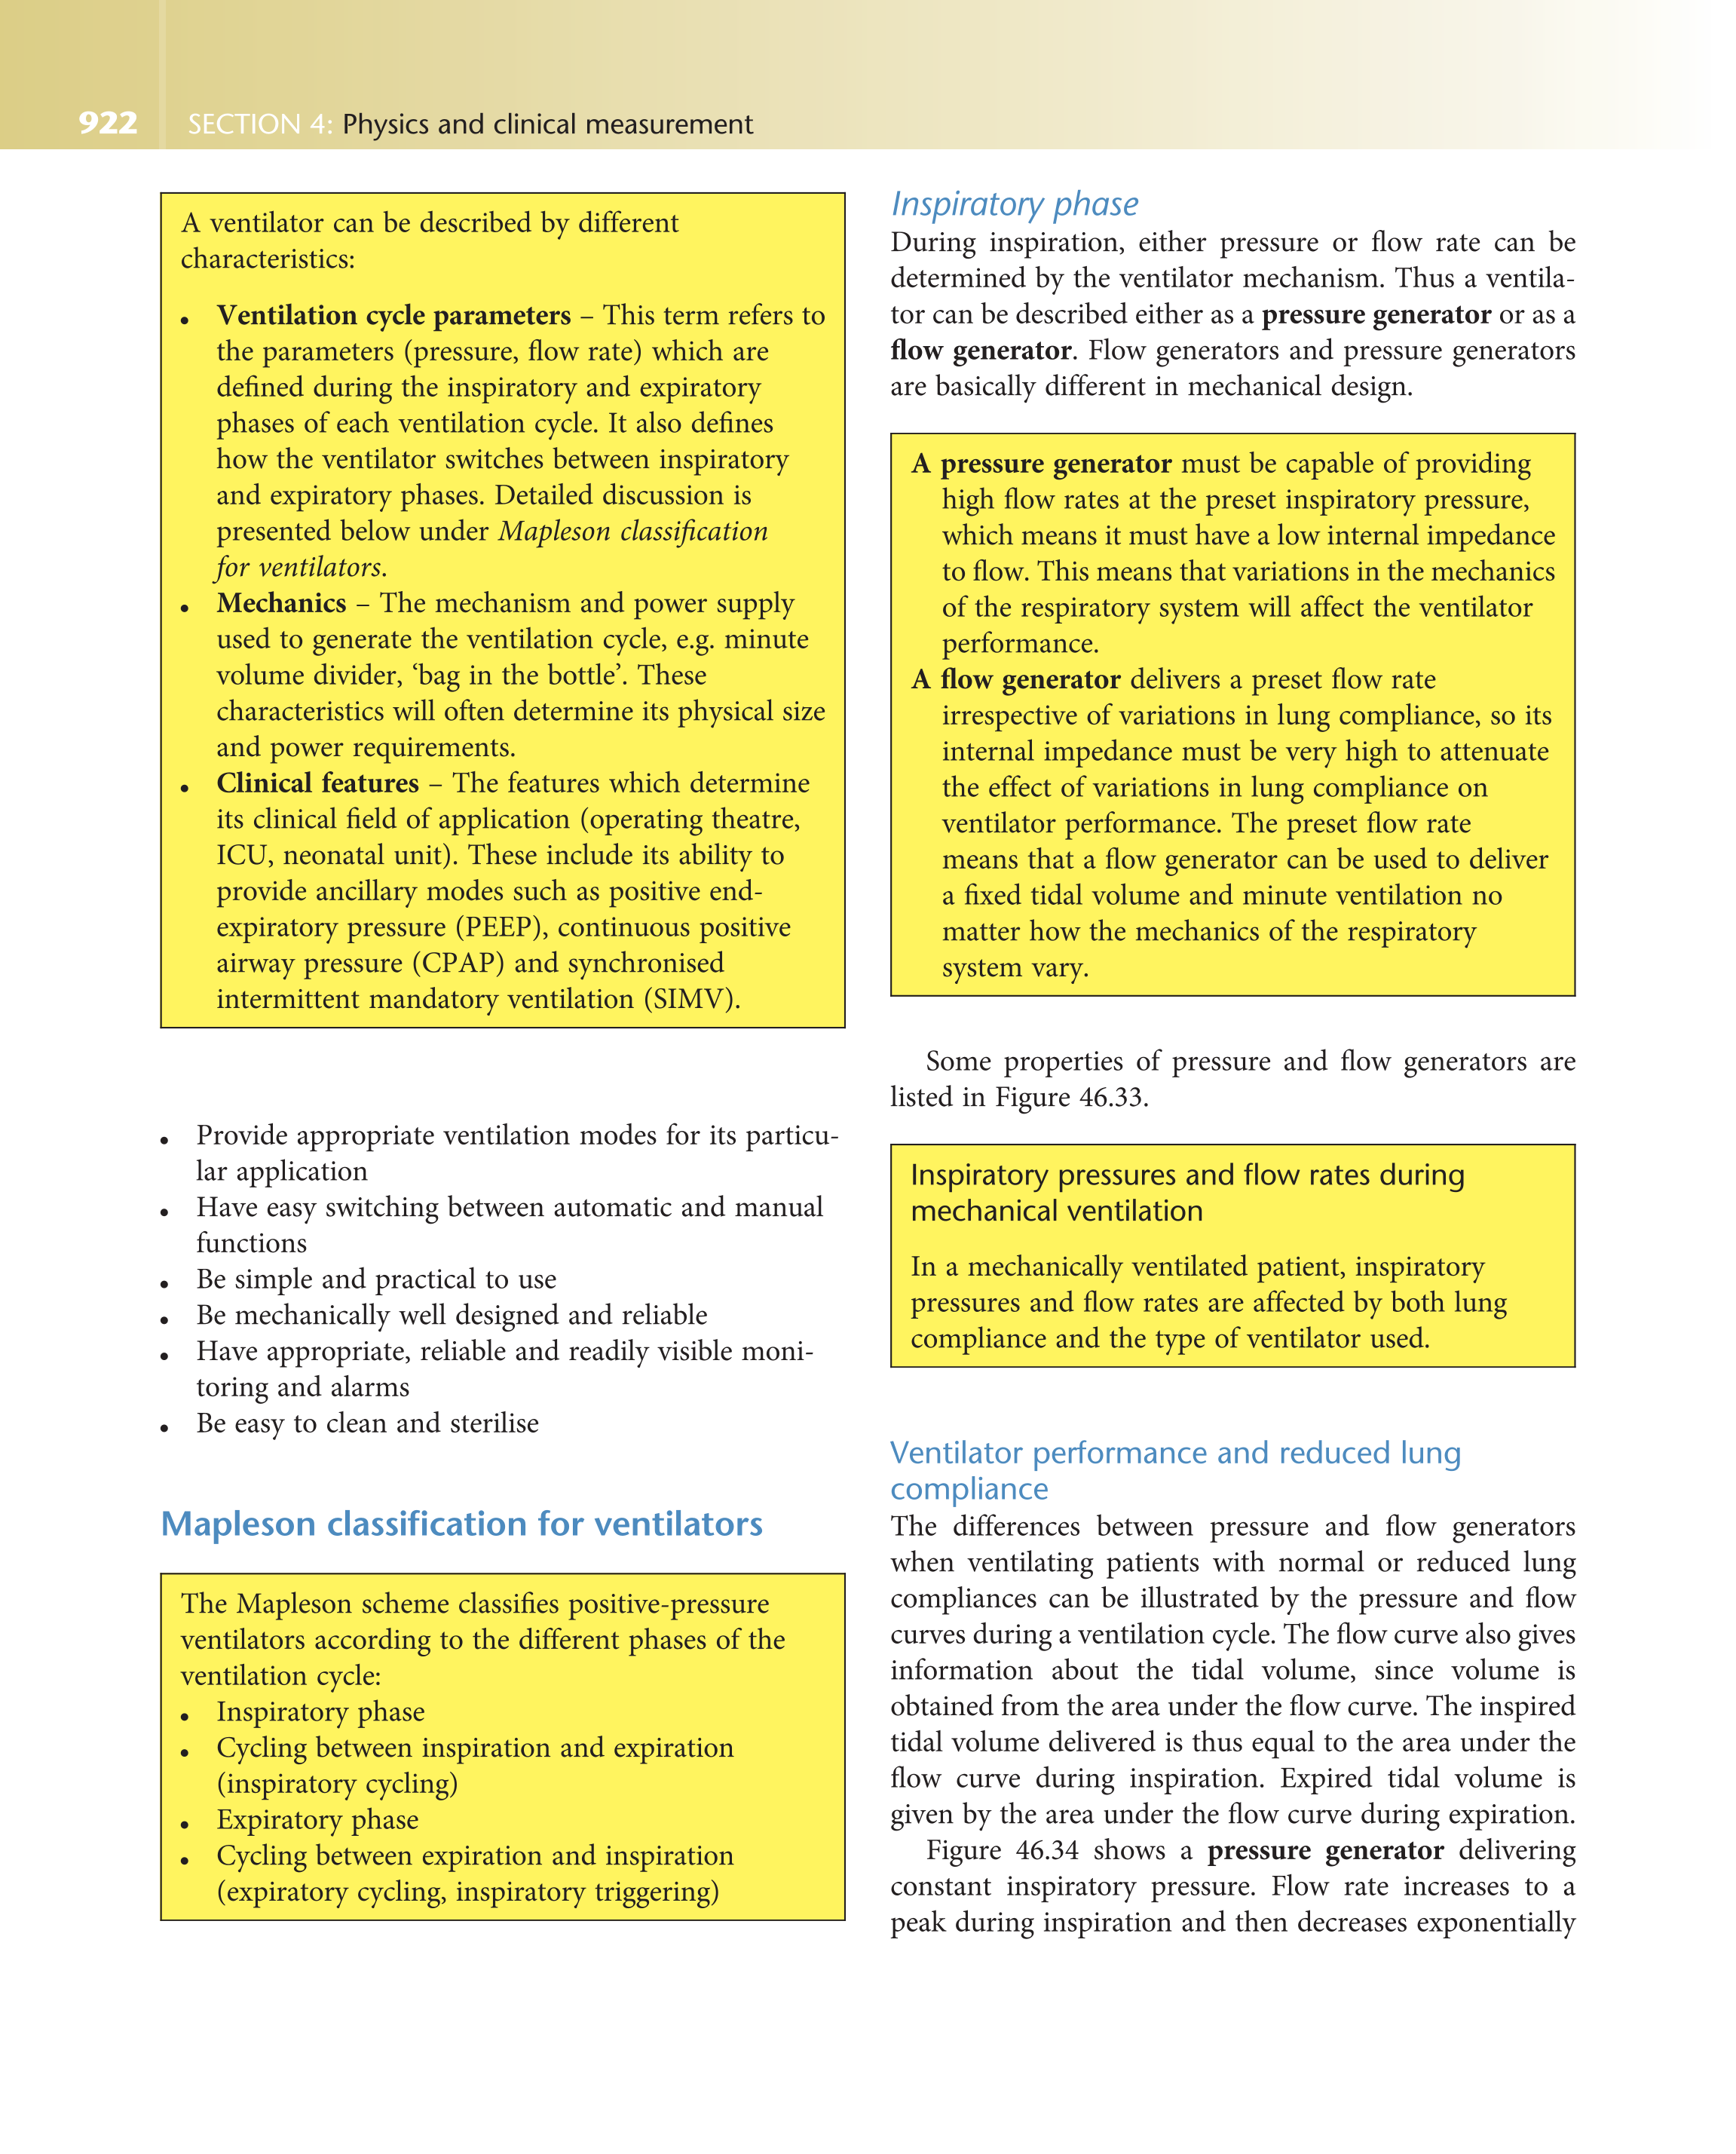 922 SECTION 4: Physics and clinical measurement
A ventilator can be described by different
characteristics:
• Ventilation cycle parameters – This term refers to
the parameters (pressure, flow rate) which are
defined during the inspiratory and expiratory
phases of each ventilation cycle. It also defines
how the ventilator switches between inspiratory
and expiratory phases. Detailed discussion is
presented below under Mapleson classification
for ventilators.
• Mechanics – The mechanism and power supply
used to generate the ventilation cycle, e.g. minute
volume divider, ‘bag in the bottle’. These
characteristics will often determine its physical size
and power requirements.
• Clinical features – The features which determine
its clinical field of application (operating theatre,
ICU, neonatal unit). These include its ability to
provide ancillary modes such as positive end-
expiratory pressure (PEEP), continuous positive
airway pressure (CPAP) and synchronised
intermittent mandatory ventilation (SIMV).
• Provide appropriate ventilation modes for its particu-
lar application
• Have easy switching between automatic and manual
functions
• Be simple and practical to use
• Be mechanically well designed and reliable
• Have appropriate, reliable and readily visible moni-
toring and alarms
• Be easy to clean and sterilise
Mapleson classification for ventilators
The Mapleson scheme classifies positive-pressure
ventilators according to the different phases of the
ventilation cycle:
• Inspiratory phase
• Cycling between inspiration and expiration
(inspiratory cycling)
• Expiratory phase
• Cycling between expiration and inspiration
(expiratory cycling, inspiratory triggering)
Inspiratory phase
During inspiration, either pressure or flow rate can be
determined by the ventilator mechanism. Thus a ventila-
tor can be described either as a pressure generator or as a
flow generator. Flow generators and pressure generators
are basically different in mechanical design.
A pressure generator must be capable of providing
high flow rates at the preset inspiratory pressure,
which means it must have a low internal impedance
to flow. This means that variations in the mechanics
of the respiratory system will affect the ventilator
performance.
A flow generator delivers a preset flow rate
irrespective of variations in lung compliance, so its
internal impedance must be very high to attenuate
the effect of variations in lung compliance on
ventilator performance. The preset flow rate
means that a flow generator can be used to deliver
a fixed tidal volume and minute ventilation no
matter how the mechanics of the respiratory
system vary.
Some properties of pressure and flow generators are
listed in Figure 46.33.
Inspiratory pressures and flow rates during
mechanical ventilation
In a mechanically ventilated patient, inspiratory
pressures and flow rates are affected by both lung
compliance and the type of ventilator used.
Ventilator performance and reduced lung
compliance
The differences between pressure and flow generators
when ventilating patients with normal or reduced lung
compliances can be illustrated by the pressure and flow
curves during a ventilation cycle. The flow curve also gives
information about the tidal volume, since volume is
obtained from the area under the flow curve. The inspired
tidal volume delivered is thus equal to the area under the
flow curve during inspiration. Expired tidal volume is
given by the area under the flow curve during expiration.
Figure 46.34 shows a pressure generator delivering
constant inspiratory pressure. Flow rate increases to a
peak during inspiration and then decreases exponentially